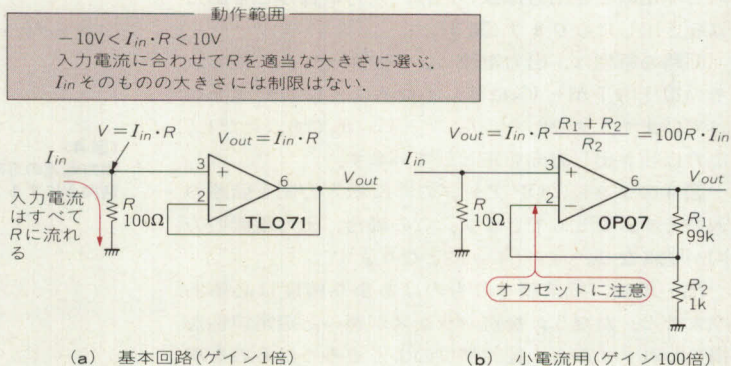 動作範囲
−10V<Iin・R<10V
入力電流に合わせてRを適当な大きさに選ぶ.
Iinそのものの大きさには制限はない.
V=Iin・R
Vout=Iin・R
Iin
3
+
2
−
6
Vout
R
100Ω
TL071
入力電流
はすべて
Rに流れ
る
(a) 基本回路(ゲイン1倍)
Vout=Iin・R (R1+R2)/R2 =100R・Iin
Iin
3
+
2
−
6
Vout
R
10Ω
OP07
R1
99k
オフセットに注意
R2
1k
(b) 小電流用(ゲイン100倍)